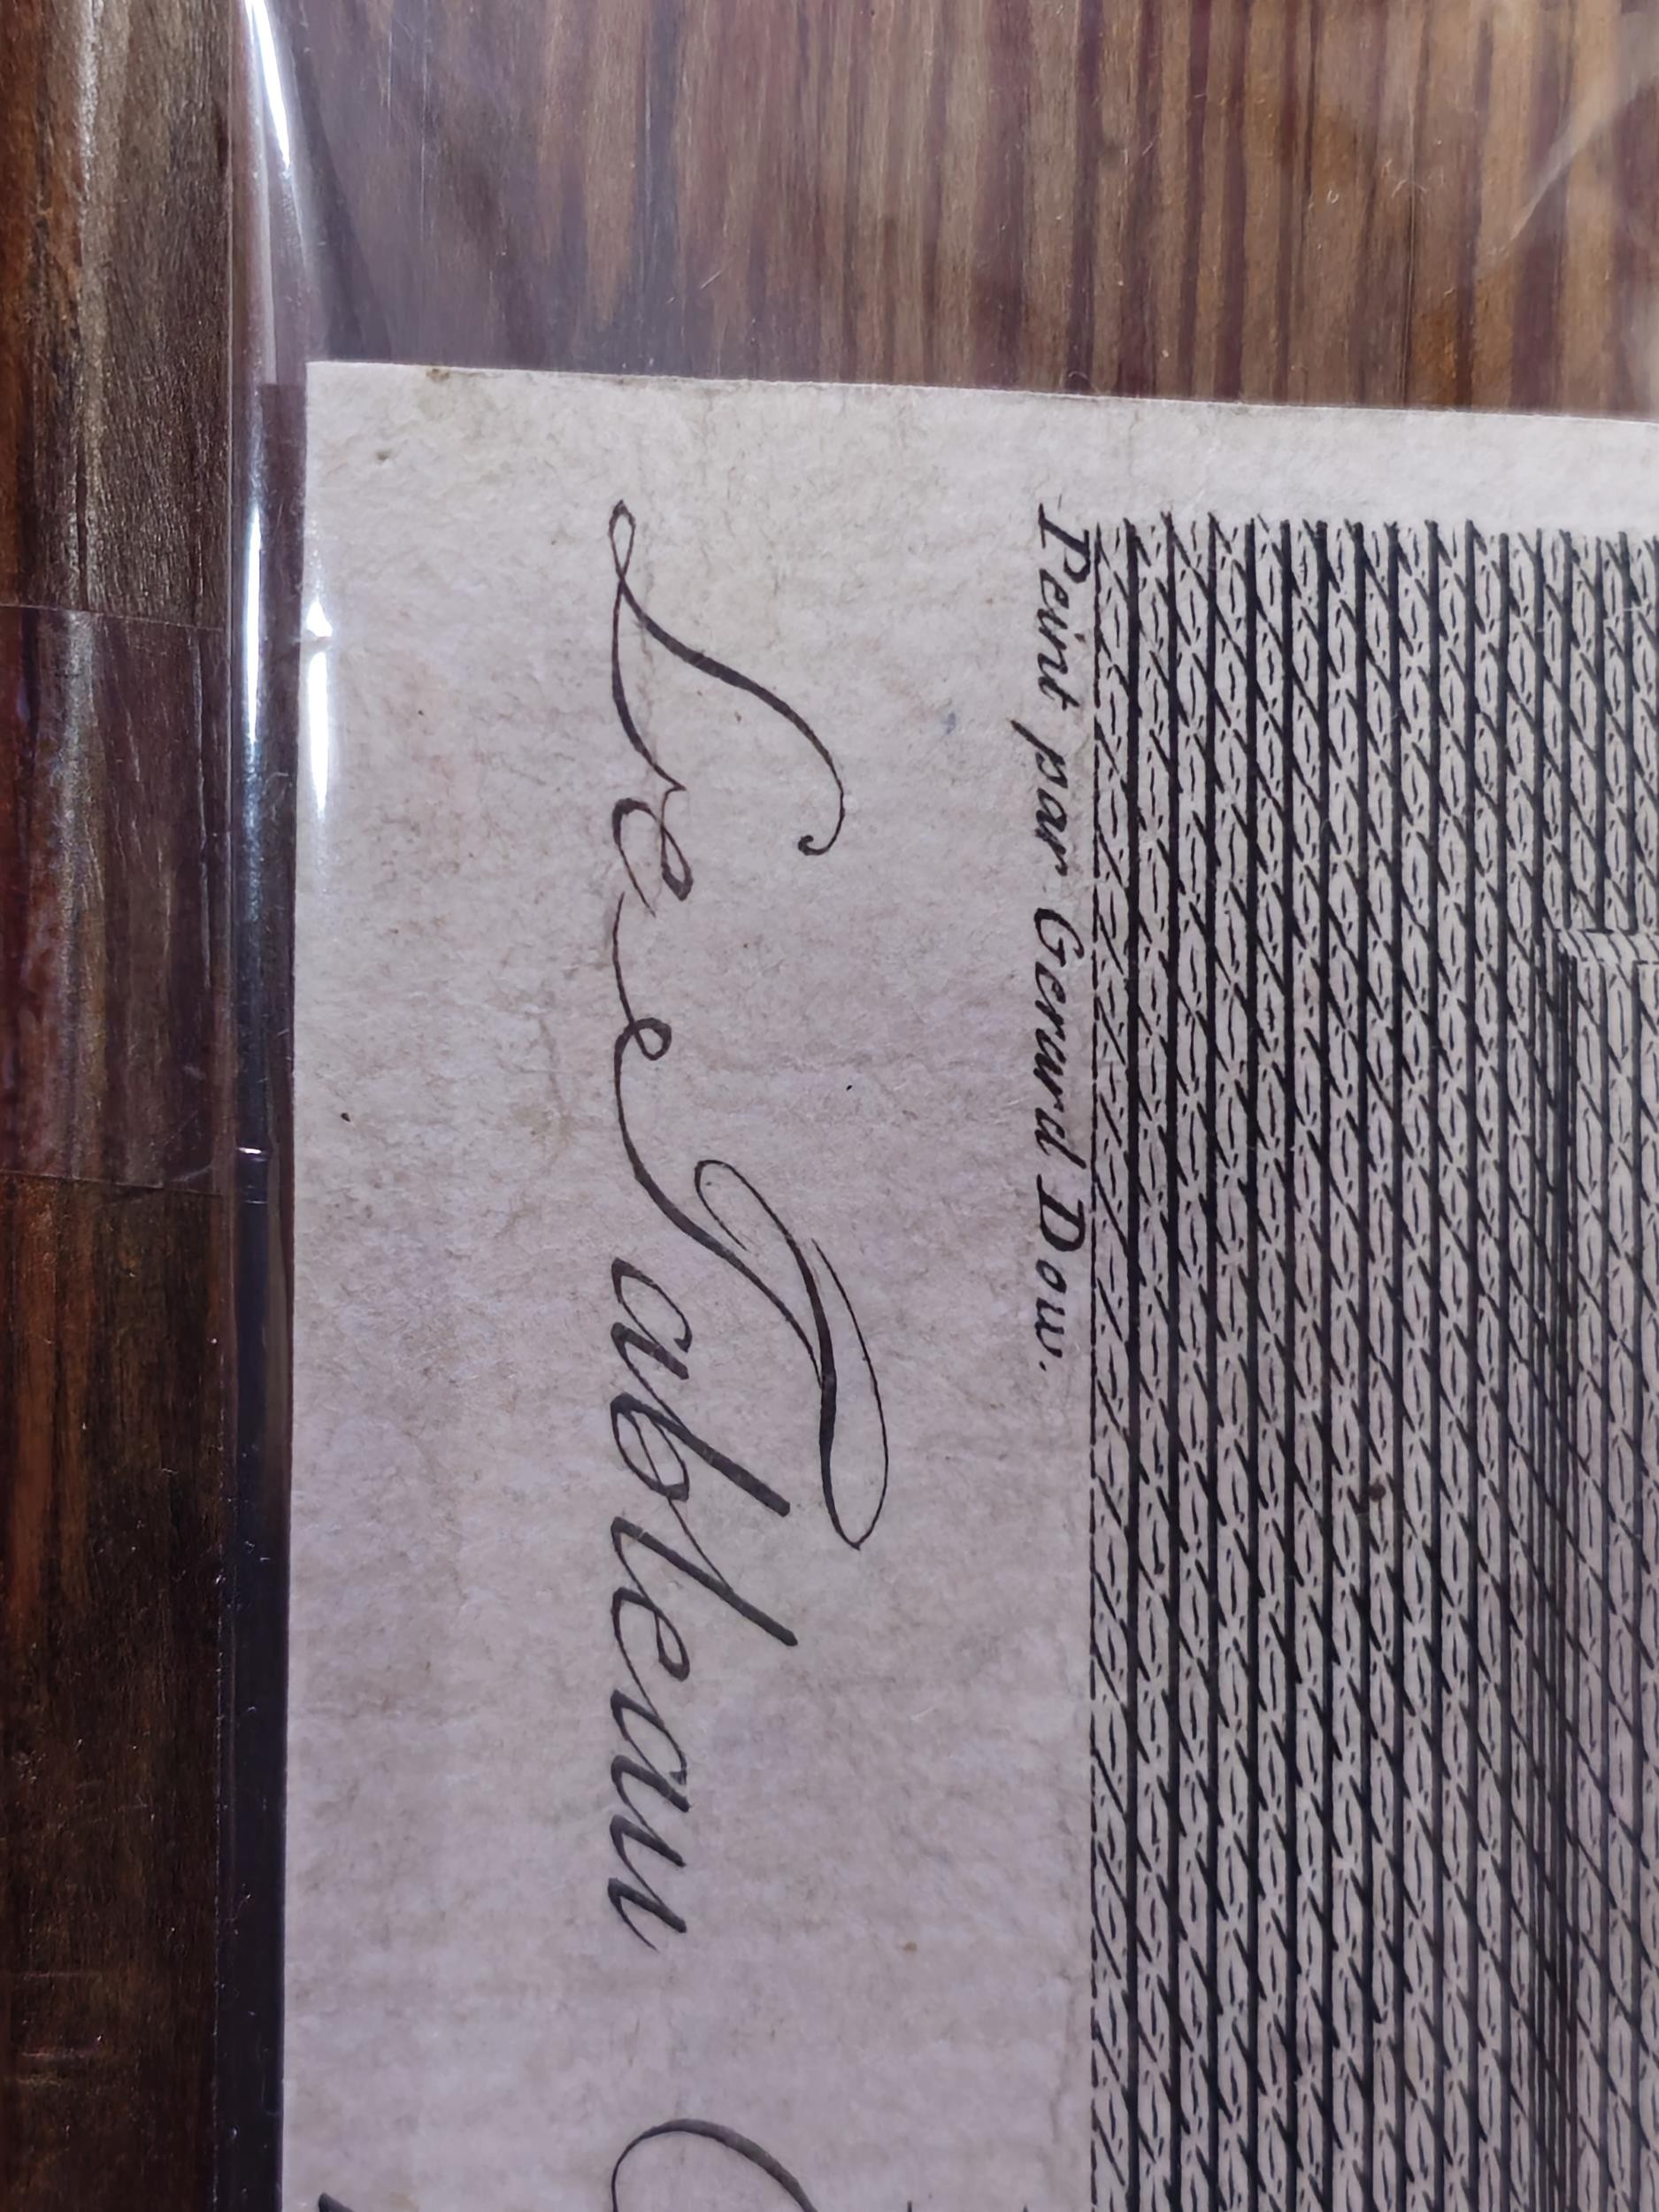 Peint par Gerard Dow.
Le Tableau